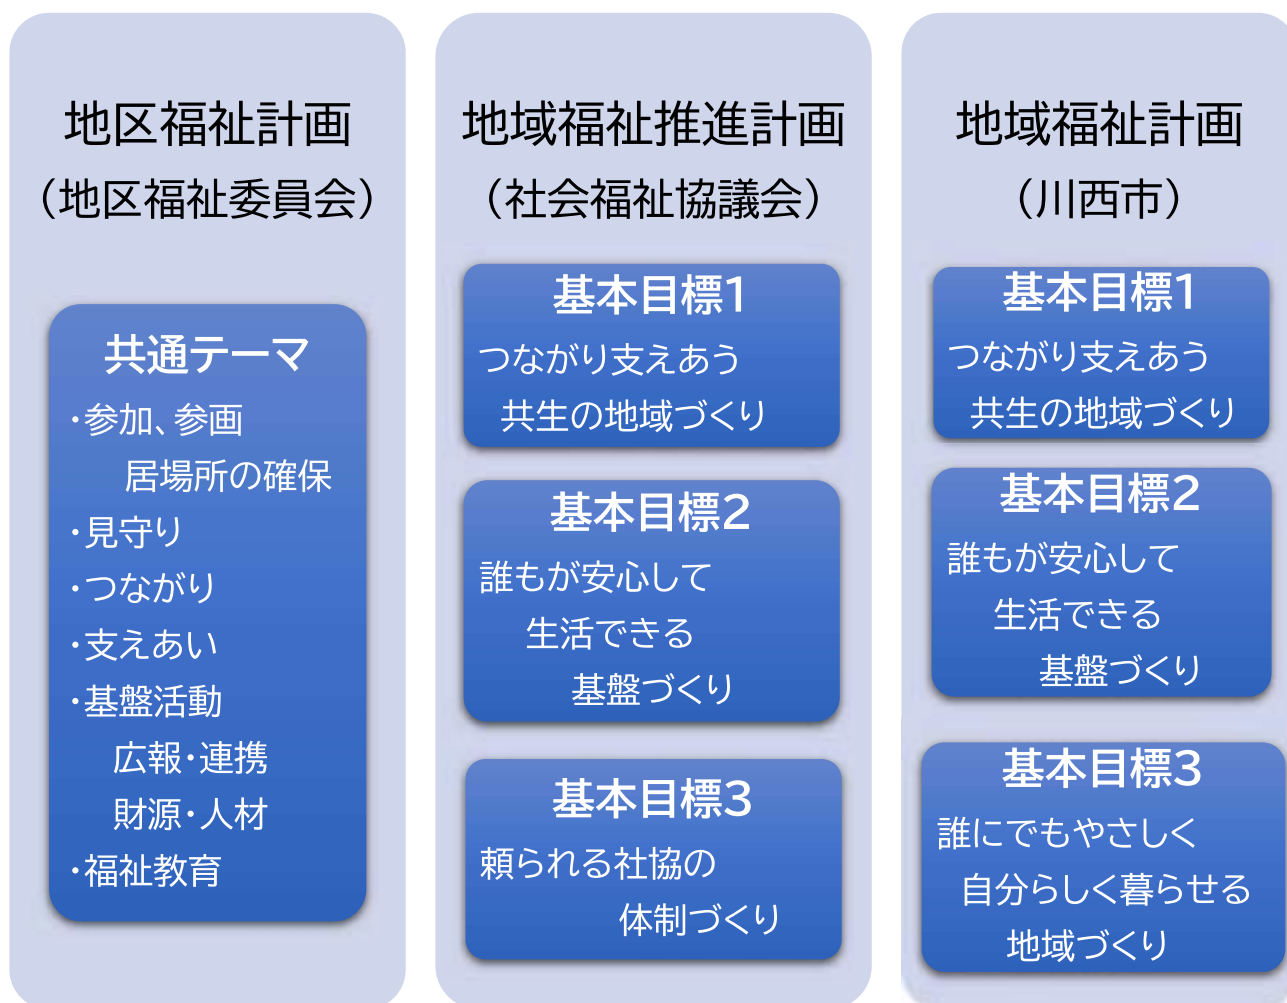 地区福祉計画
（地区福祉委員会）
共通テーマ
・参加、参画
居場所の確保
・見守り
・つながり
・支えあい
・基盤活動
広報・連携
財源・人材
・福祉教育
地域福祉推進計画
（社会福祉協議会）
基本目標1
つながり支えあう
共生の地域づくり
基本目標2
誰もが安心して
生活できる
基盤づくり
基本目標3
頼られる社協の
体制づくり
地域福祉計画
（川西市）
基本目標1
つながり支えあう
共生の地域づくり
基本目標2
誰もが安心して
生活できる
基盤づくり
基本目標3
誰にでもやさしく
自分らしく暮らせる
地域づくり